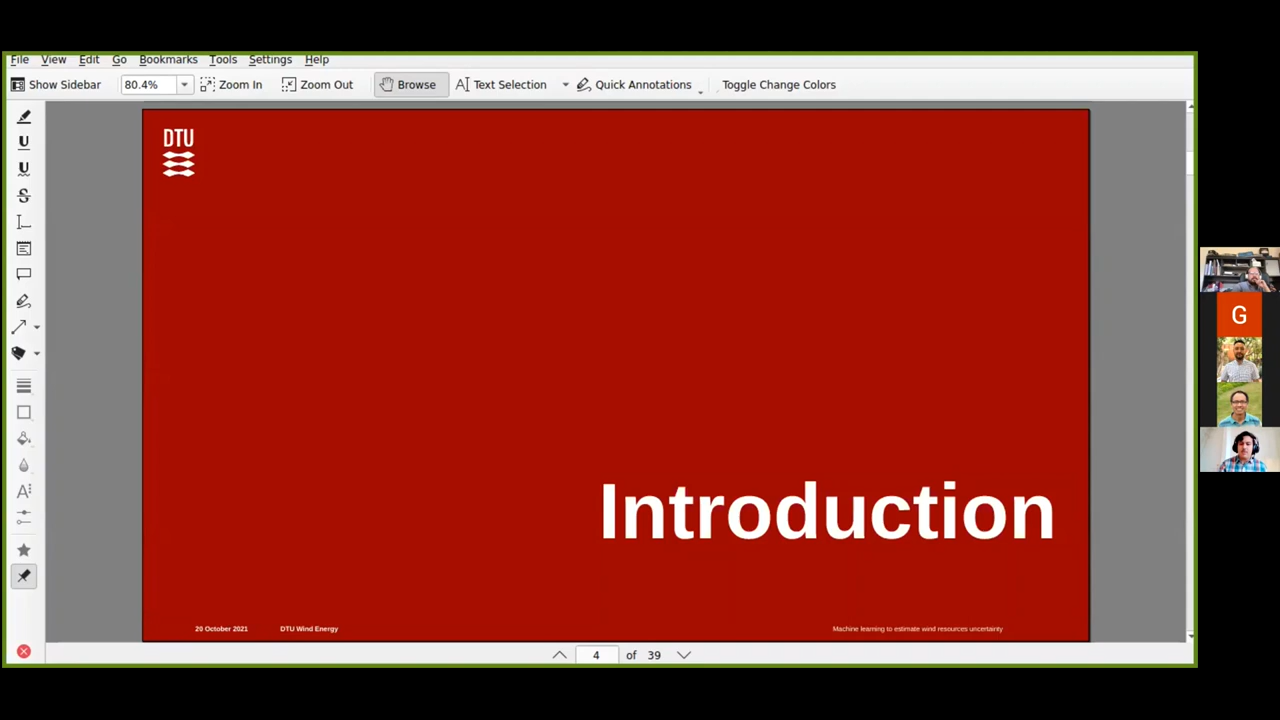 File View Edit Go Bookmarks Tools Settings Help
Show Sidebar 80.4% Zoom In Zoom Out Browse Text Selection Quick Annotations Toggle Change Colors
DTU
G
Introduction
20 October 2021 DTU Wind Energy Machine learning to estimate wind resources uncertainty
4 of 39